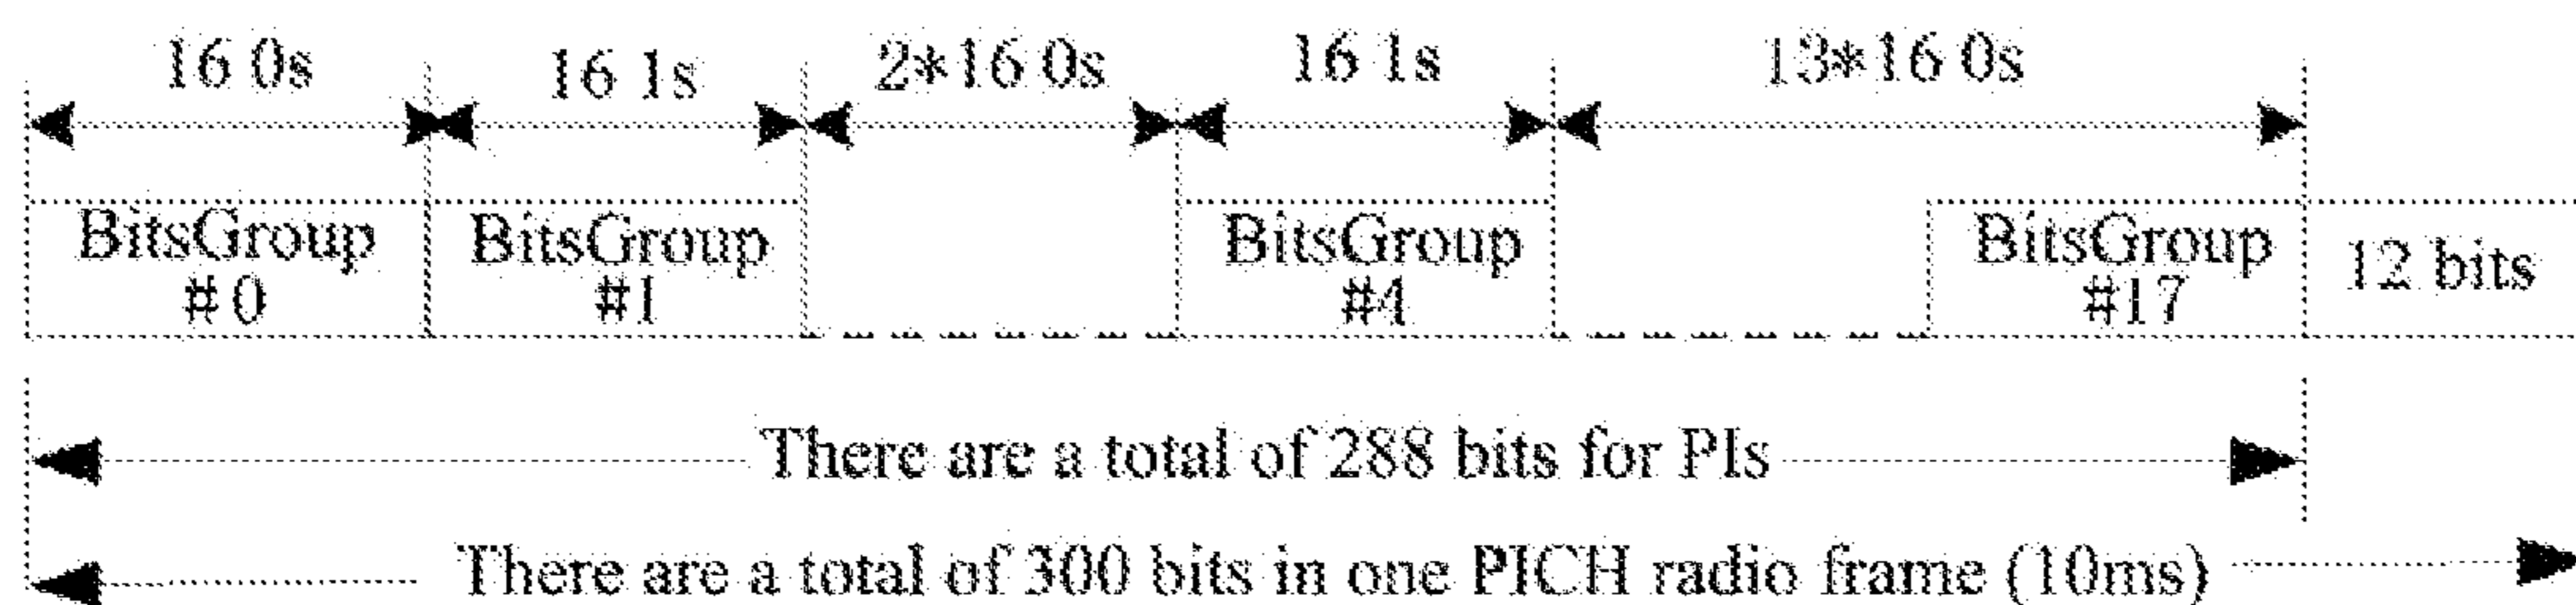 16 0s 16 1s 2*16 0s 16 1s 13*16 0s
BitsGroup BitsGroup BitsGroup BitsGroup 12 bits
#0 #1 #4 #17
There are a total of 288 bits for PIs
There are a total of 300 bits in one PICH radio frame (10ms)